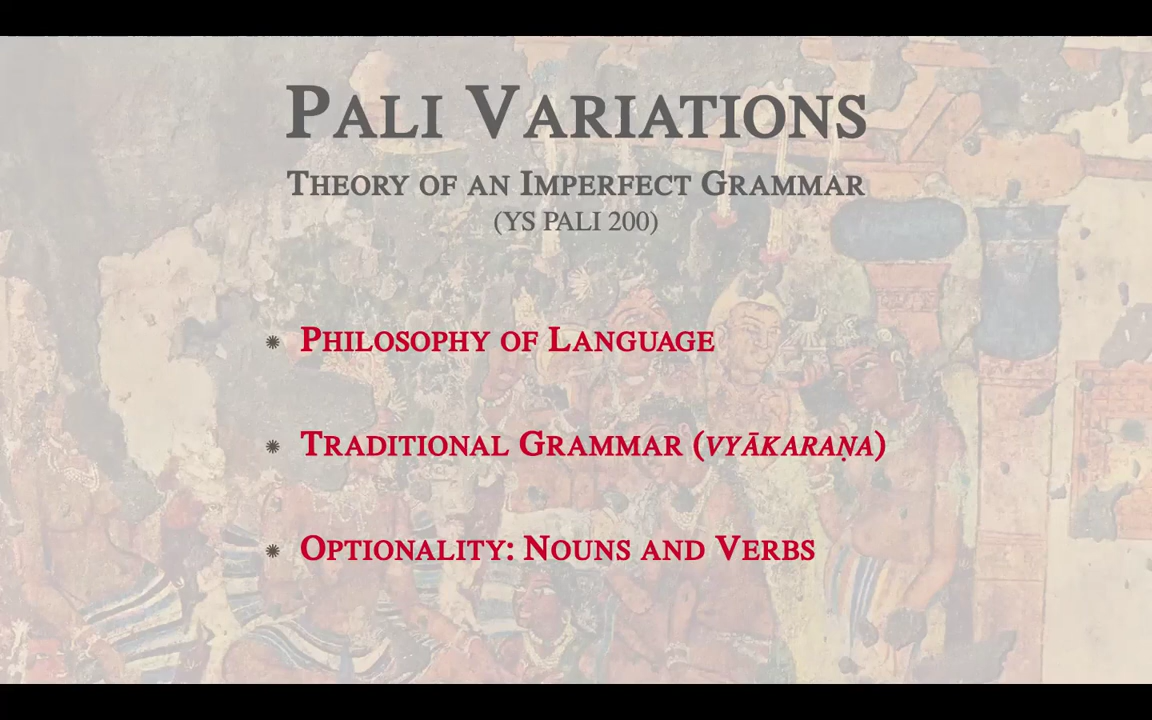 Pali Variations
Theory of an Imperfect Grammar
(YS PALI 200)
Philosophy of Language
Traditional Grammar (vyākaraṇa)
Optionality: Nouns and Verbs